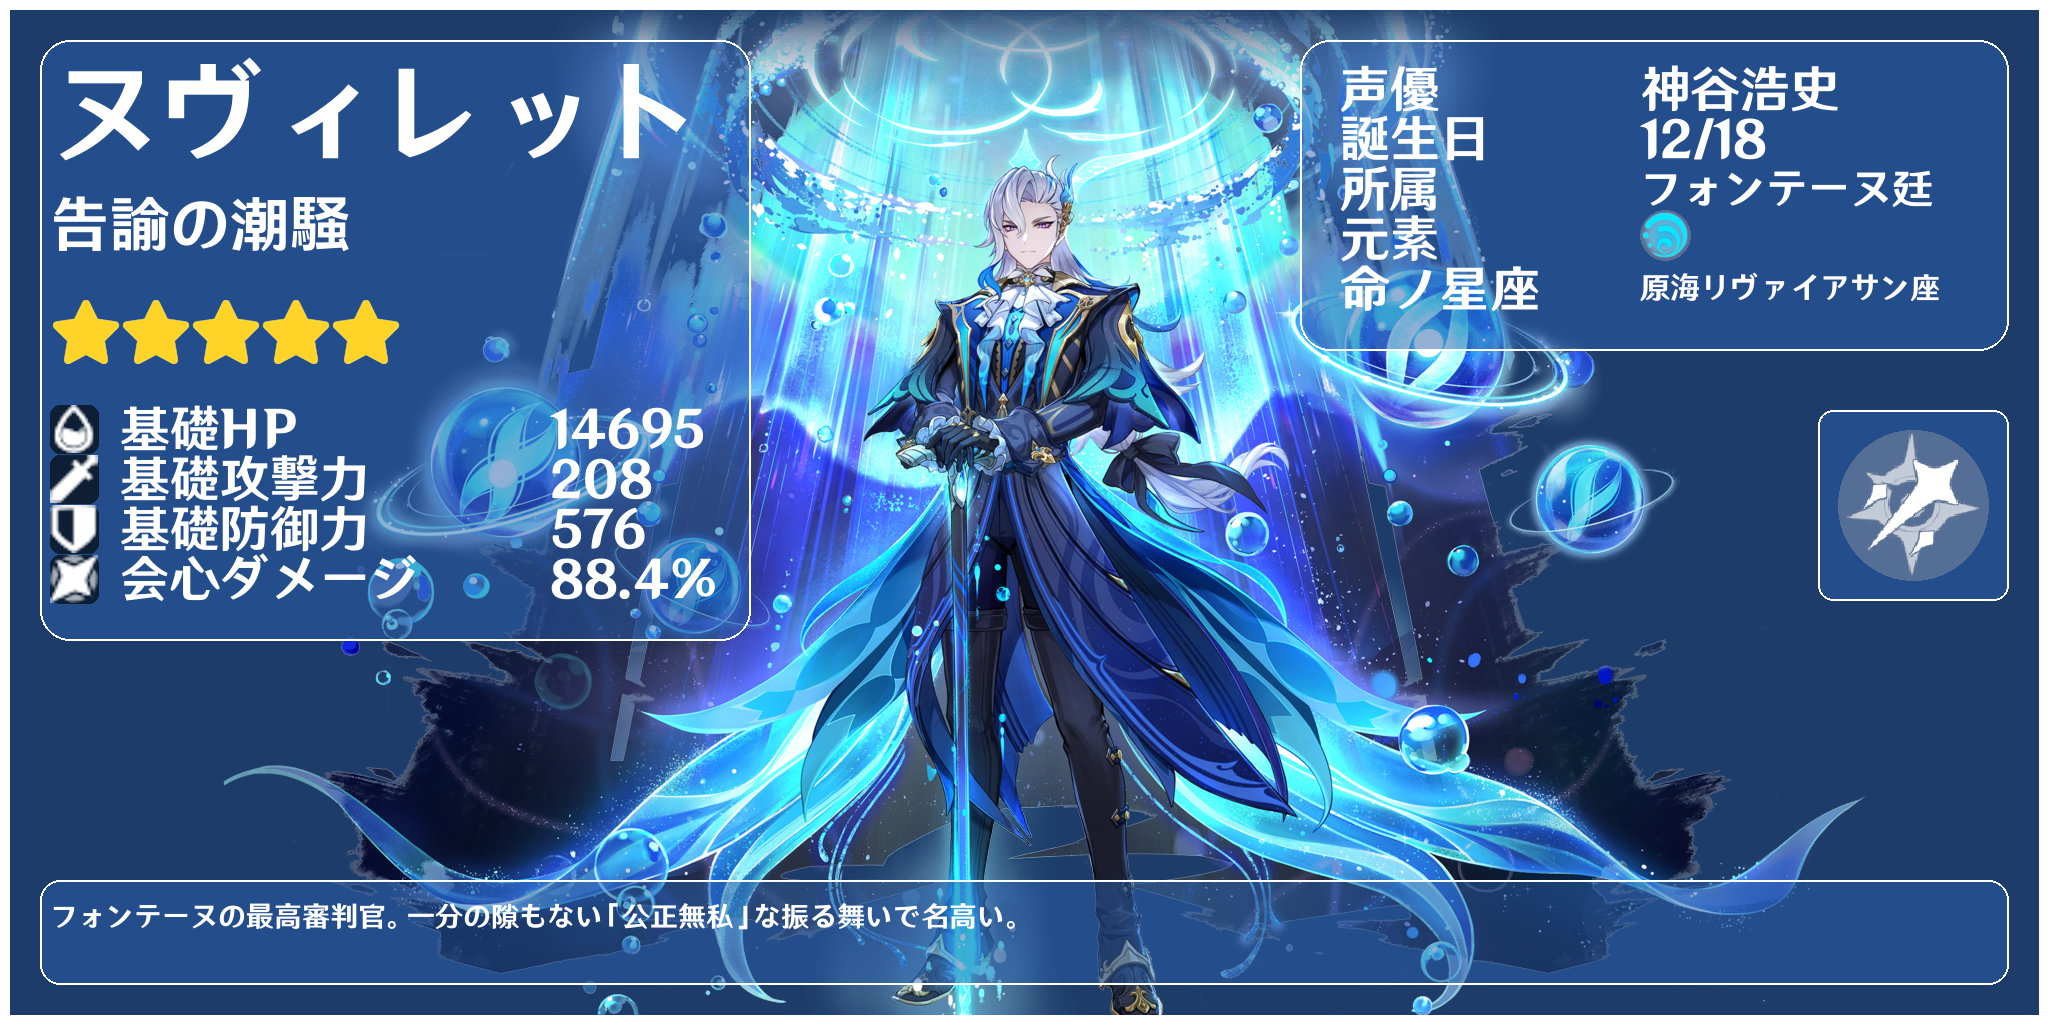 ヌヴィレット
告諭の潮騒
基礎HP 14695
基礎攻撃力 208
基礎防御力 576
会心ダメージ 88.4%
声優 神谷浩史
誕生日 12/18
所属 フォンテーヌ廷
元素
命ノ星座 原海リヴァイアサン座
フォンテーヌの最高審判官。一分の隙もない「公正無私」な振る舞いで名高い。